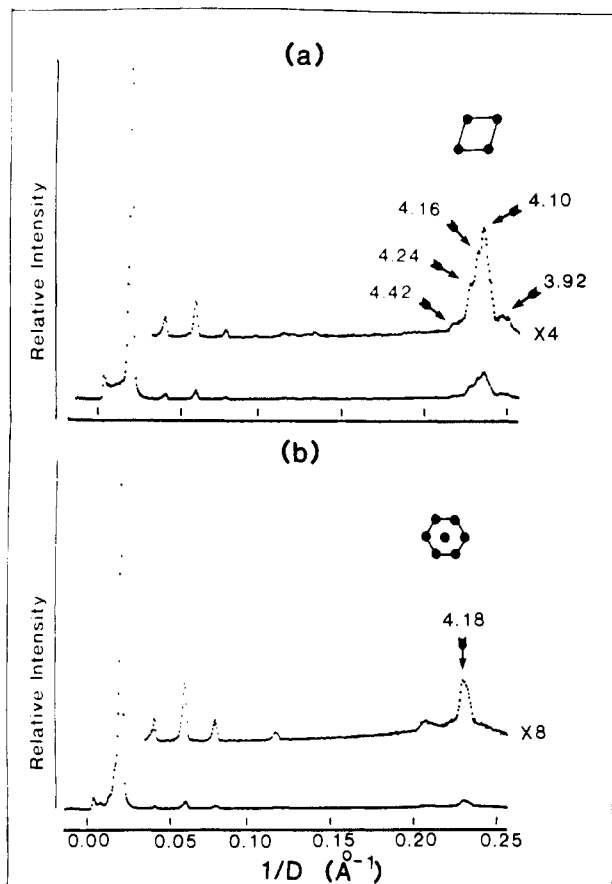 (a)
Relative Intensity
4.16
4.10
4.24
4.42
3.92
X4
(b)
Relative Intensity
4.18
X8
0.00 0.05 0.10 0.15 0.20 0.25
1/D (Å⁻¹)